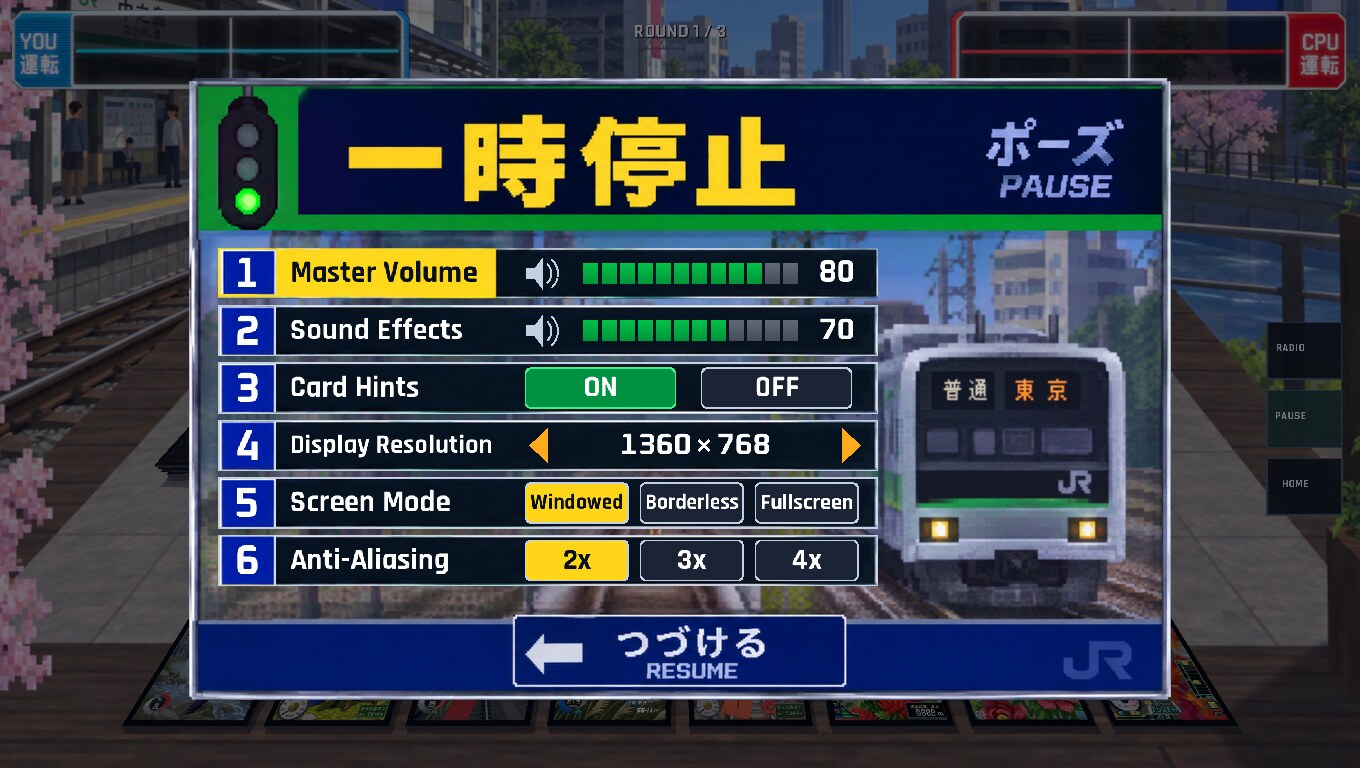 YOU
運転
ROUND 1 / 3
CPU
運転
一時停止
ポーズ
PAUSE
1 Master Volume 80
2 Sound Effects 70
3 Card Hints ON OFF
4 Display Resolution 1360×768
5 Screen Mode Windowed Borderless Fullscreen
6 Anti-Aliasing 2x 3x 4x
普通 東京
JR
RADIO
PAUSE
HOME
つづける
RESUME
JR